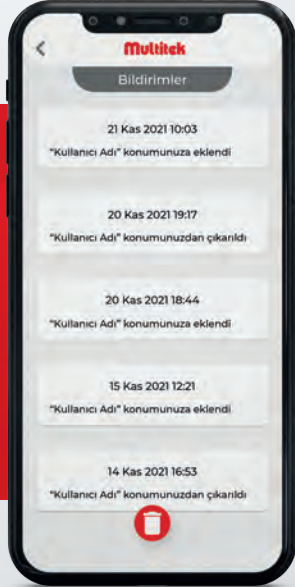 Multitek
Bildirimler
21 Kas 2021 10:03
"Kullanıcı Adı" konumunuza eklendi
20 Kas 2021 19:17
"Kullanıcı Adı" konumunuzdan çıkarıldı
20 Kas 2021 18:44
"Kullanıcı Adı" konumunuza eklendi
15 Kas 2021 12:21
"Kullanıcı Adı" konumunuza eklendi
14 Kas 2021 16:53
"Kullanıcı Adı" konumunuzdan çıkarıldı